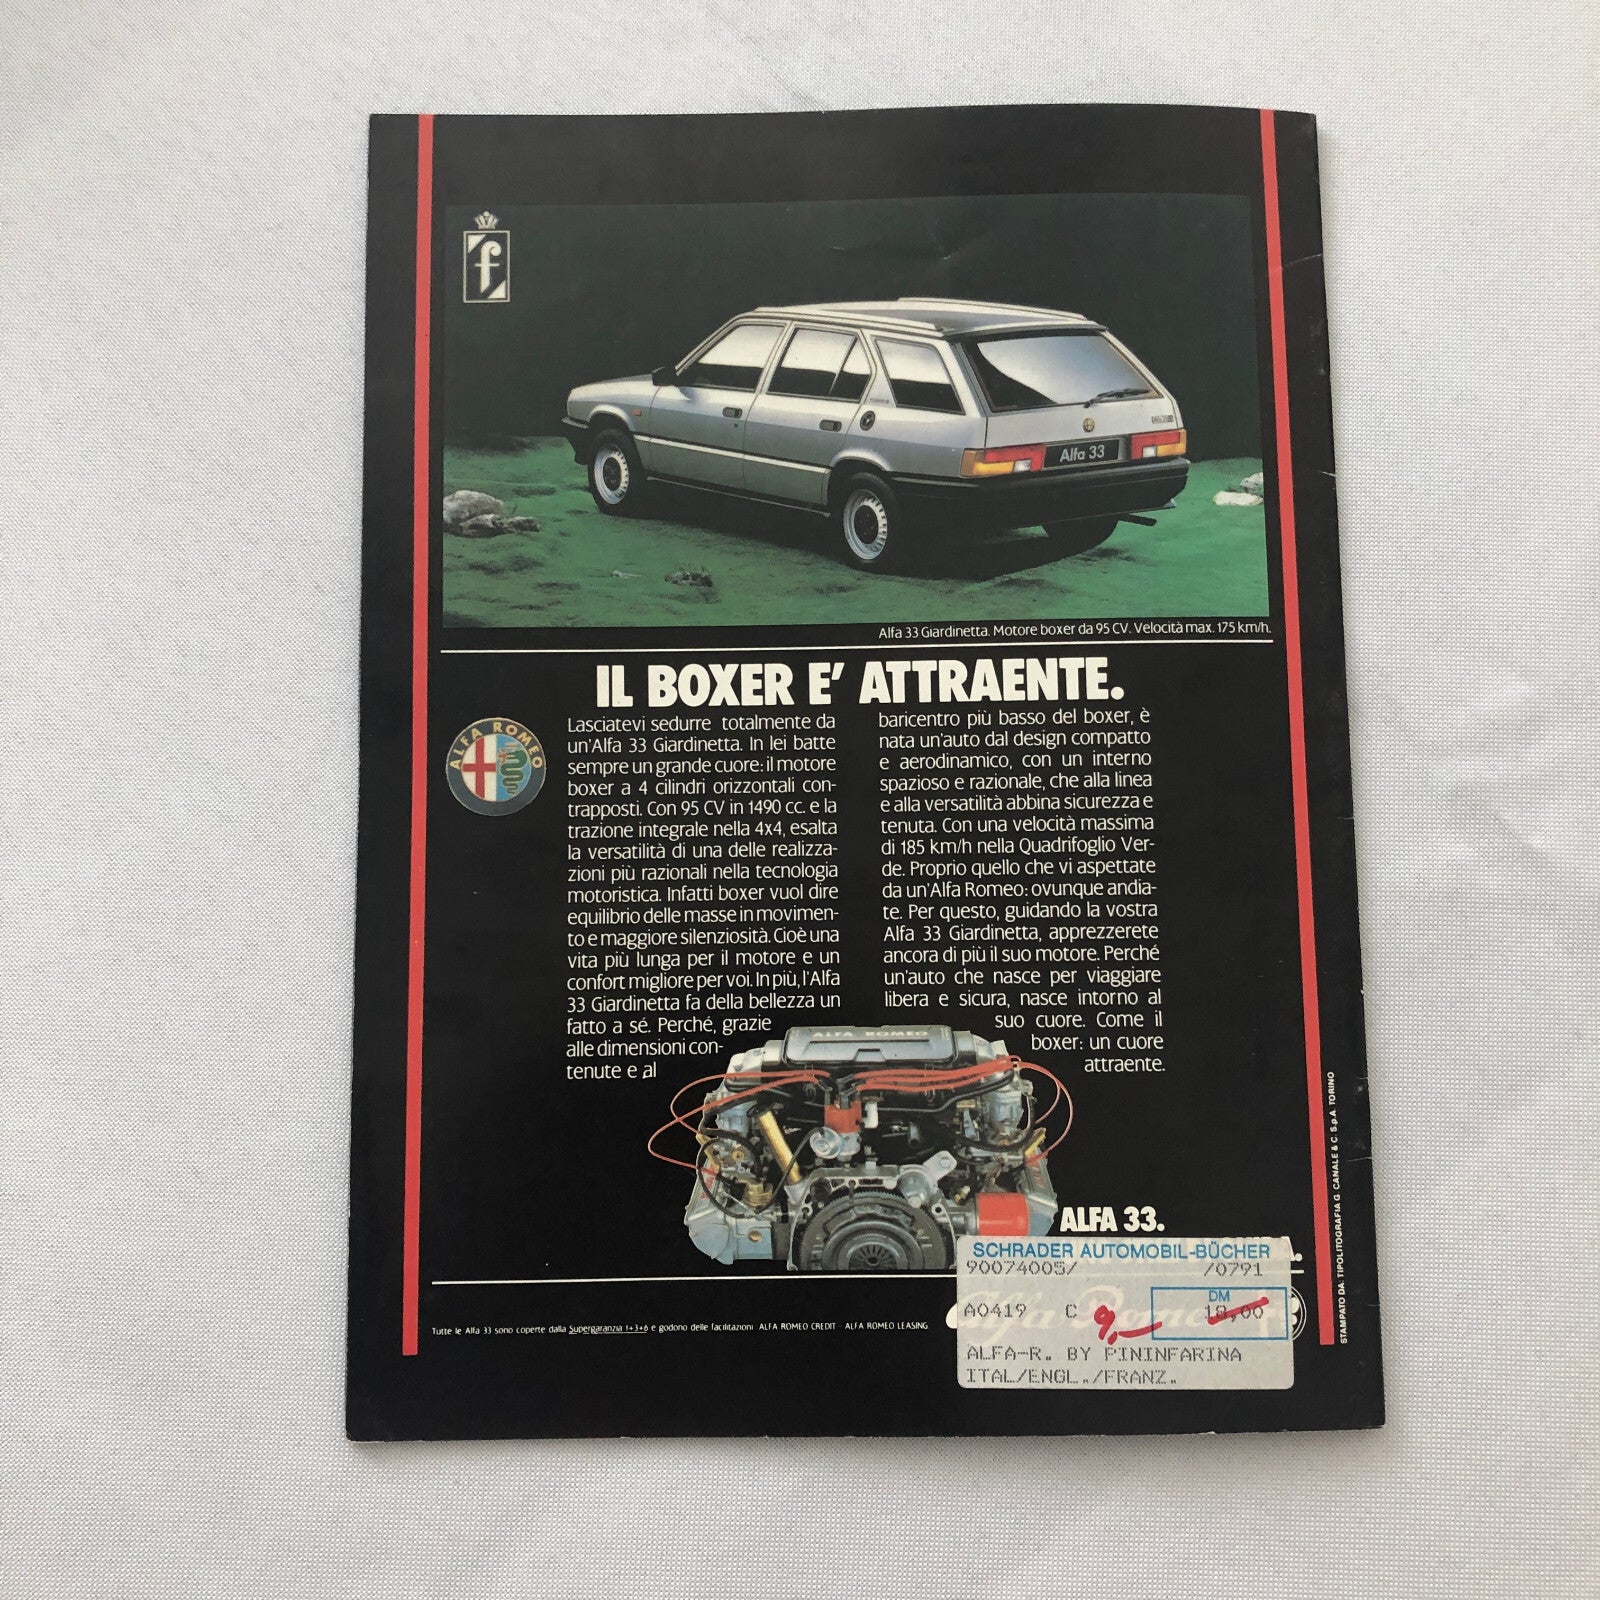 f
Alfa 33
Alfa 33 Giardinetta. Motore boxer da 95 CV. Velocità max. 175 km/h.
IL BOXER E' ATTRAENTE.
ALFA ROMEO
Lasciatevi sedurre totalmente da
un'Alfa 33 Giardinetta. In lei batte
sempre un grande cuore: il motore
boxer a 4 cilindri orizzontali con-
trapposti. Con 95 CV in 1490 cc. e la
trazione integrale nella 4x4, esalta
la versatilità di una delle realizza-
zioni più razionali nella tecnologia
motoristica. Infatti boxer vuol dire
equilibrio delle masse in movimen-
to e maggiore silenziosità. Cioè una
vita più lunga per il motore e un
confort migliore per voi. In più, l'Alfa
33 Giardinetta fa della bellezza un
fatto a sé. Perché, grazie
alle dimensioni con-
tenute e al
baricentro più basso del boxer, è
nata un'auto dal design compatto
e aerodinamico, con un interno
spazioso e razionale, che alla linea
e alla versatilità abbina sicurezza e
tenuta. Con una velocità massima
di 185 km/h nella Quadrifoglio Ver-
de. Proprio quello che vi aspettate
da un'Alfa Romeo: ovunque andia-
te. Per questo, guidando la vostra
Alfa 33 Giardinetta, apprezzerete
ancora di più il suo motore. Perché
un'auto che nasce per viaggiare
libera e sicura, nasce intorno al
suo cuore. Come il
boxer: un cuore
attraente.
ALFA ROMEO
ALFA 33.
SCHRADER AUTOMOBIL-BÜCHER
90074005/ /0791
DM
A0419 C 9,— 18,00
ALFA-R. BY PININFARINA
ITAL/ENGL./FRANZ.
Alfa Romeo
Tutte le Alfa 33 sono coperte dalla Supergaranzia 1+3+6 e godono delle facilitazioni ALFA ROMEO CREDIT - ALFA ROMEO LEASING.
STAMPATO DA: TIPOLITOGRAFIA G. CANALE & C. S.p.A. TORINO